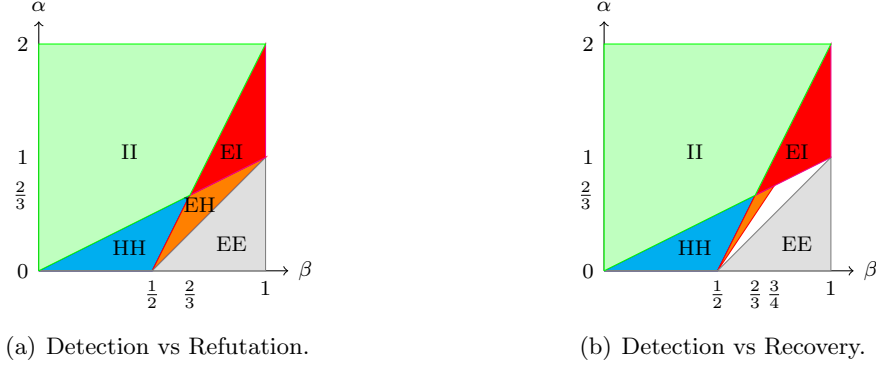 α
2
II
EI
1
2/3
EH
HH
EE
0
β
1/2
2/3
1
(a) Detection vs Refutation.
α
2
II
EI
1
2/3
HH
EE
0
β
1/2
2/3
3/4
1
(b) Detection vs Recovery.